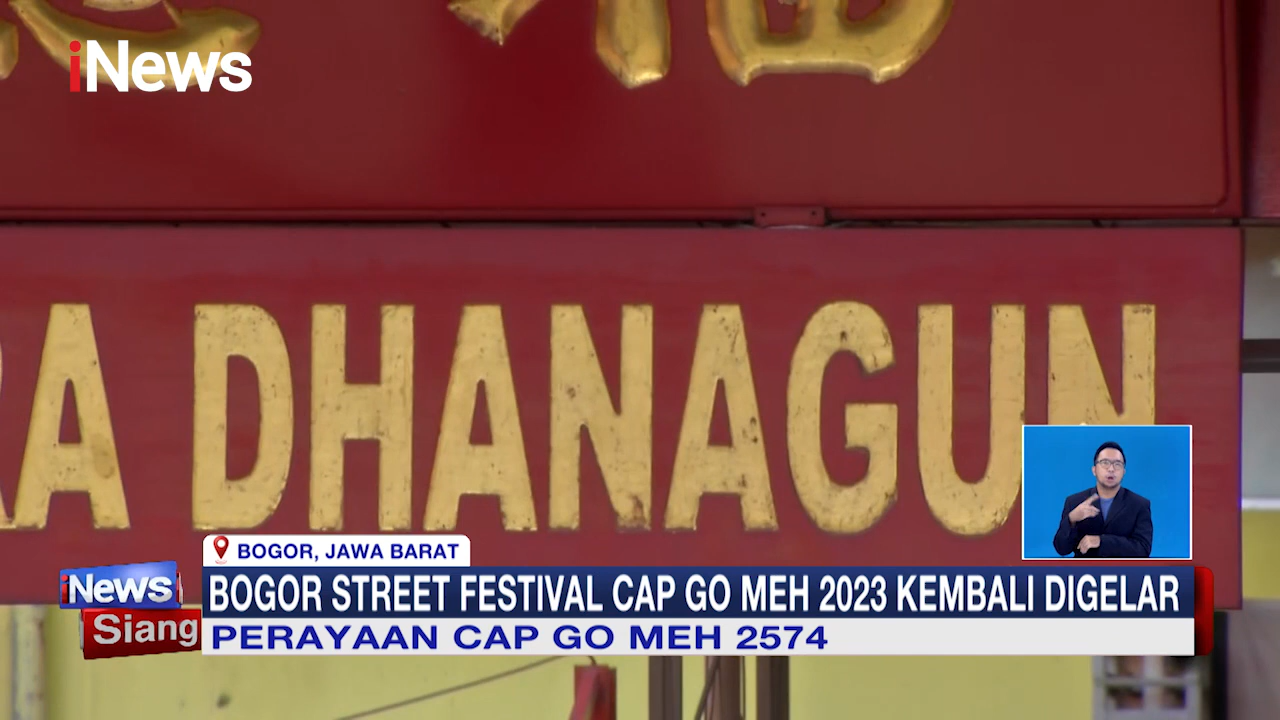 iNews
RA DHANAGUN
BOGOR, JAWA BARAT
iNews
Siang
BOGOR STREET FESTIVAL CAP GO MEH 2023 KEMBALI DIGELAR
PERAYAAN CAP GO MEH 2574